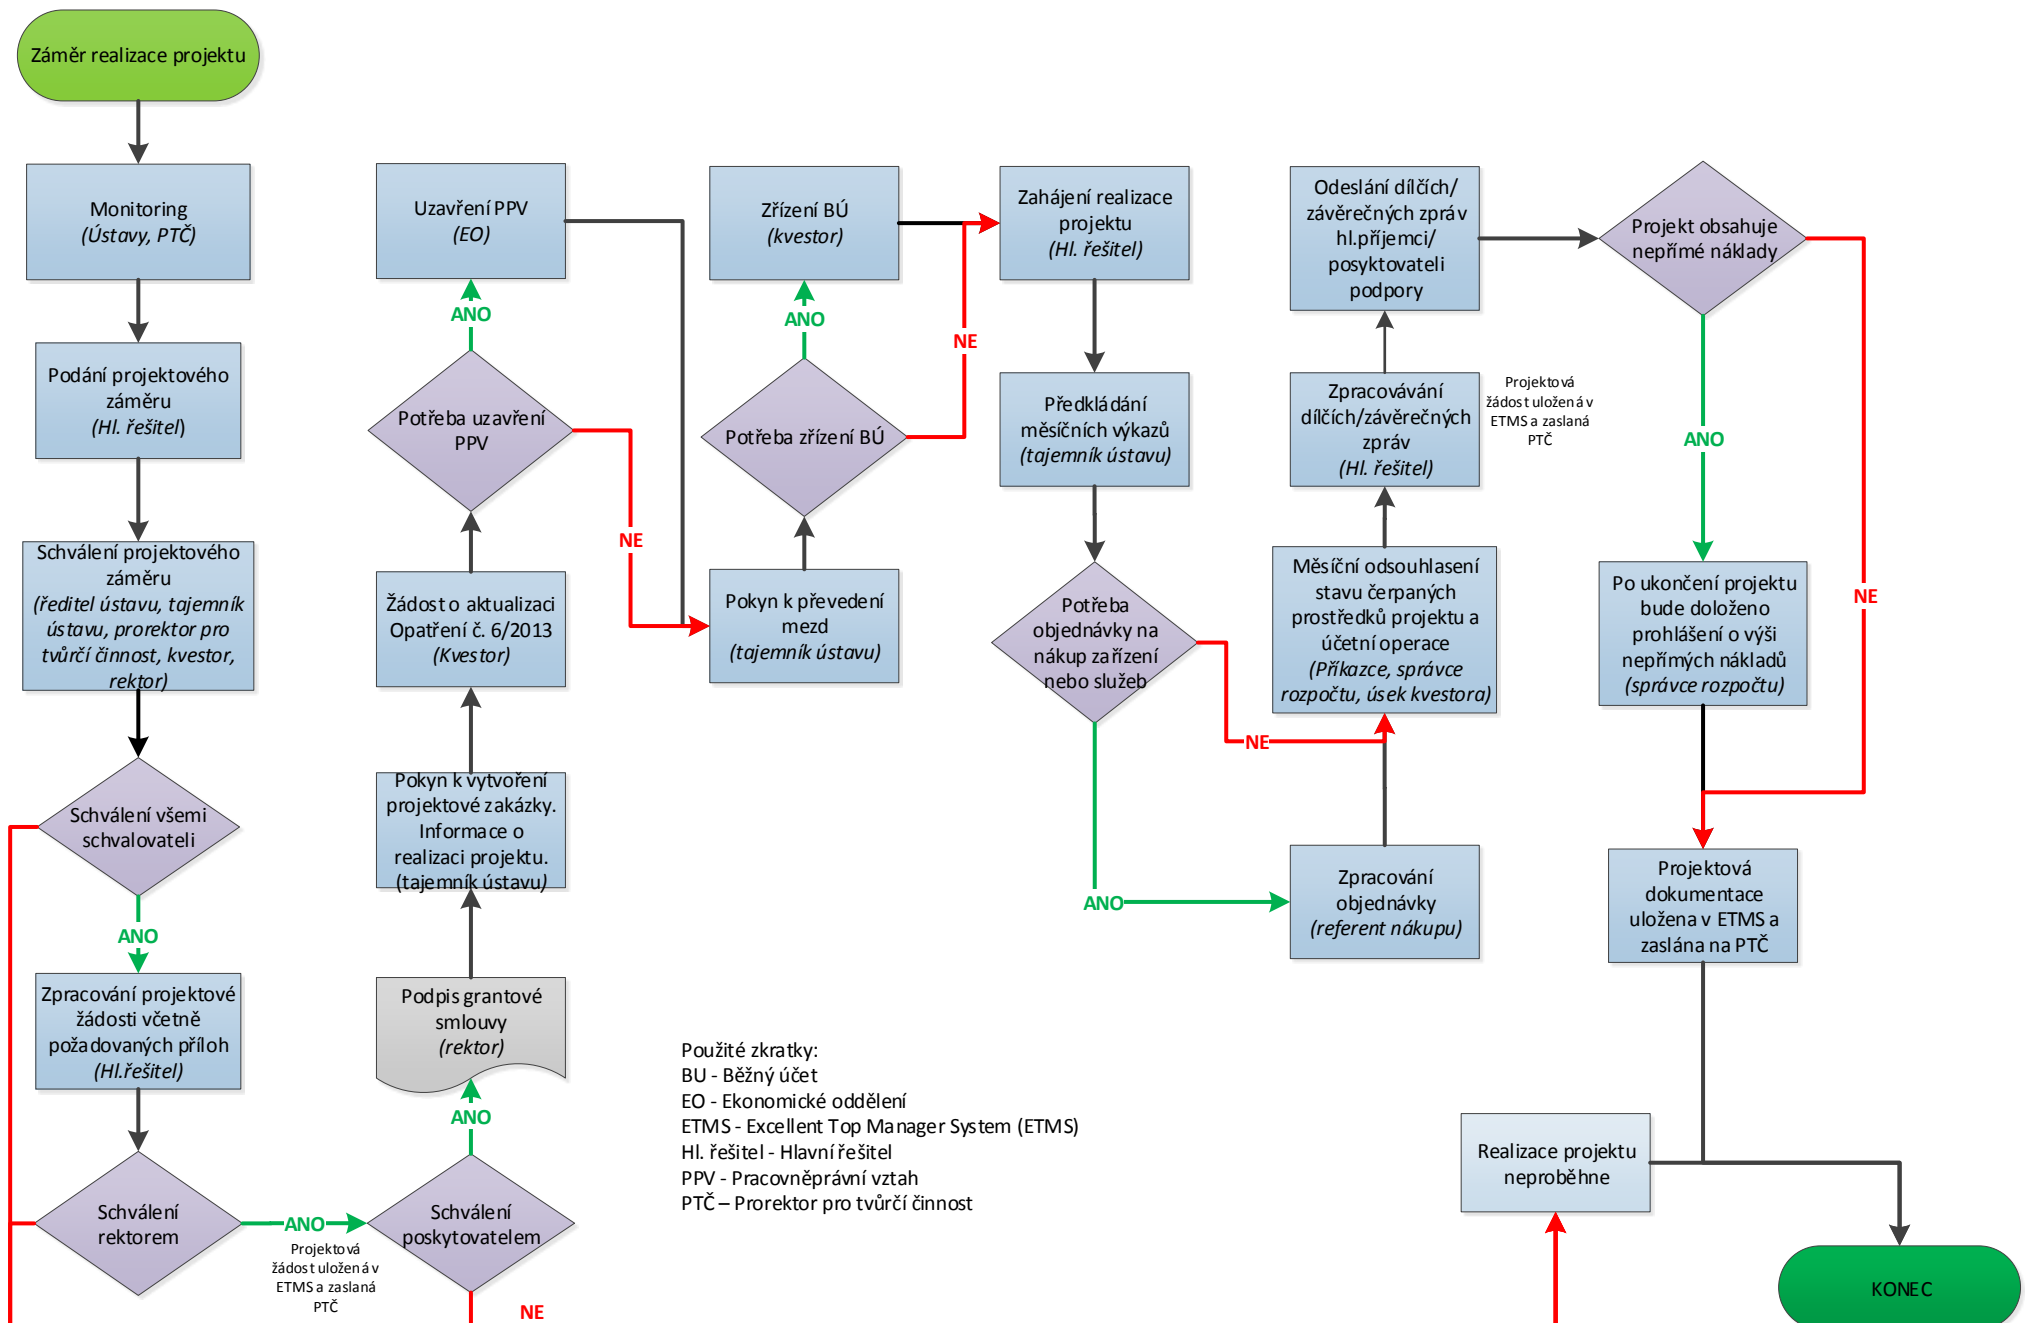 Záměr realizace projektu
Monitoring
(Ústavy, PTČ)
Podání projektového
záměru
(Hl. řešitel)
Schválení projektového
záměru
(ředitel ústavu, tajemník
ústavu, prorektor pro
tvůrčí činnost, kvestor,
rektor)
Schválení všemi
schvalovateli
ANO
Zpracování projektové
žádosti včetně
požadovaných příloh
(Hl.řešitel)
Schválení
rektorem
ANO
Projektová
žádost uložená v
ETMS a zaslaná
PTČ
Schválení
poskytovatelem
NE
ANO
Podpis grantové
smlouvy
(rektor)
Pokyn k vytvoření
projektové zakázky.
Informace o
realizaci projektu.
(tajemník ústavu)
Žádost o aktualizaci
Opatření č. 6/2013
(Kvestor)
Potřeba uzavření
PPV
ANO
NE
Uzavření PPV
(EO)
Pokyn k převedení
mezd
(tajemník ústavu)
Potřeba zřízení BÚ
ANO
NE
Zřízení BÚ
(kvestor)
Zahájení realizace
projektu
(Hl. řešitel)
Předkládání
měsíčních výkazů
(tajemník ústavu)
Potřeba
objednávky na
nákup zařízení
nebo služeb
NE
ANO
Zpracování
objednávky
(referent nákupu)
Měsíční odsouhlasení
stavu čerpaných
prostředků projektu a
účetní operace
(Příkazce, správce
rozpočtu, úsek kvestora)
Zpracovávání
dílčích/závěrečných
zpráv
(Hl. řešitel)
Projektová
žádost uložená v
ETMS a zaslaná
PTČ
Odeslání dílčích/
závěrečných zpráv
hl.příjemci/
posyktovateli
podpory
Projekt obsahuje
nepřímé náklady
ANO
NE
Po ukončení projektu
bude doloženo
prohlášení o výši
nepřímých nákladů
(správce rozpočtu)
Projektová
dokumentace
uložena v ETMS a
zaslána na PTČ
Realizace projektu
neproběhne
KONEC
Použité zkratky:
BU - Běžný účet
EO - Ekonomické oddělení
ETMS - Excellent Top Manager System (ETMS)
Hl. řešitel - Hlavní řešitel
PPV - Pracovněprávní vztah
PTČ – Prorektor pro tvůrčí činnost